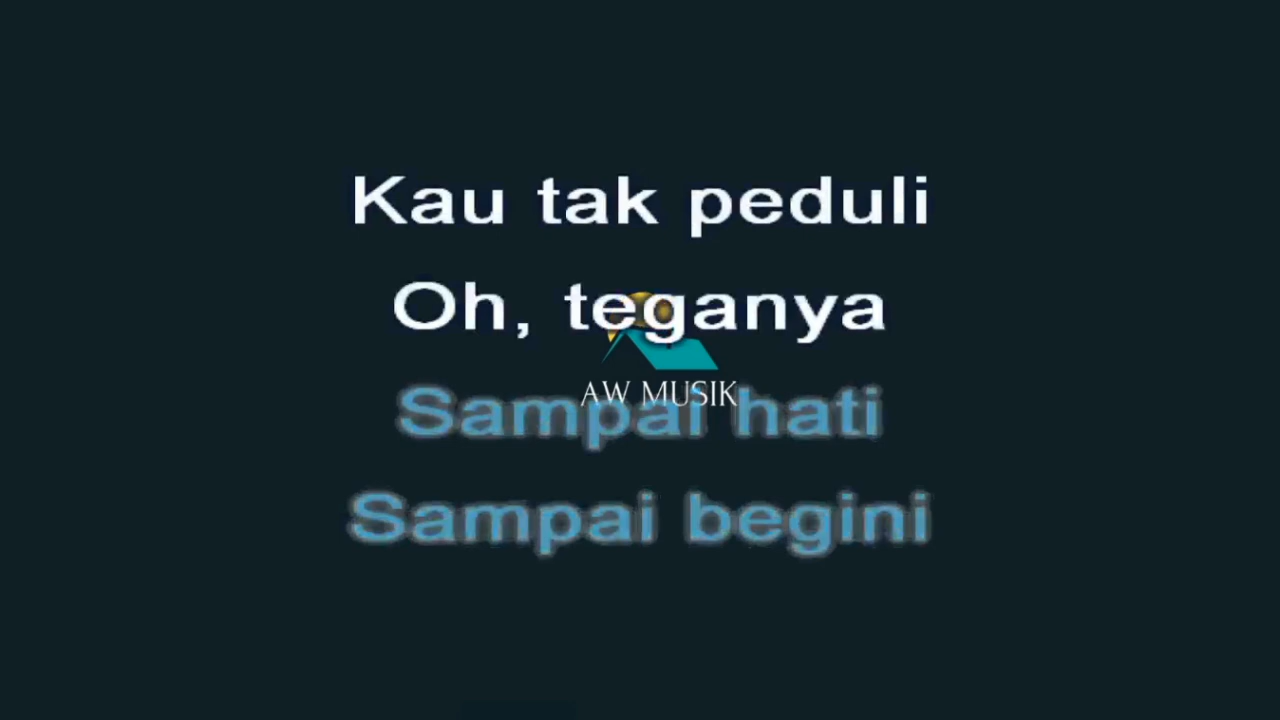 Kau tak peduli
Oh, teganya
AW MUSIK
Sampai hati
Sampai begini